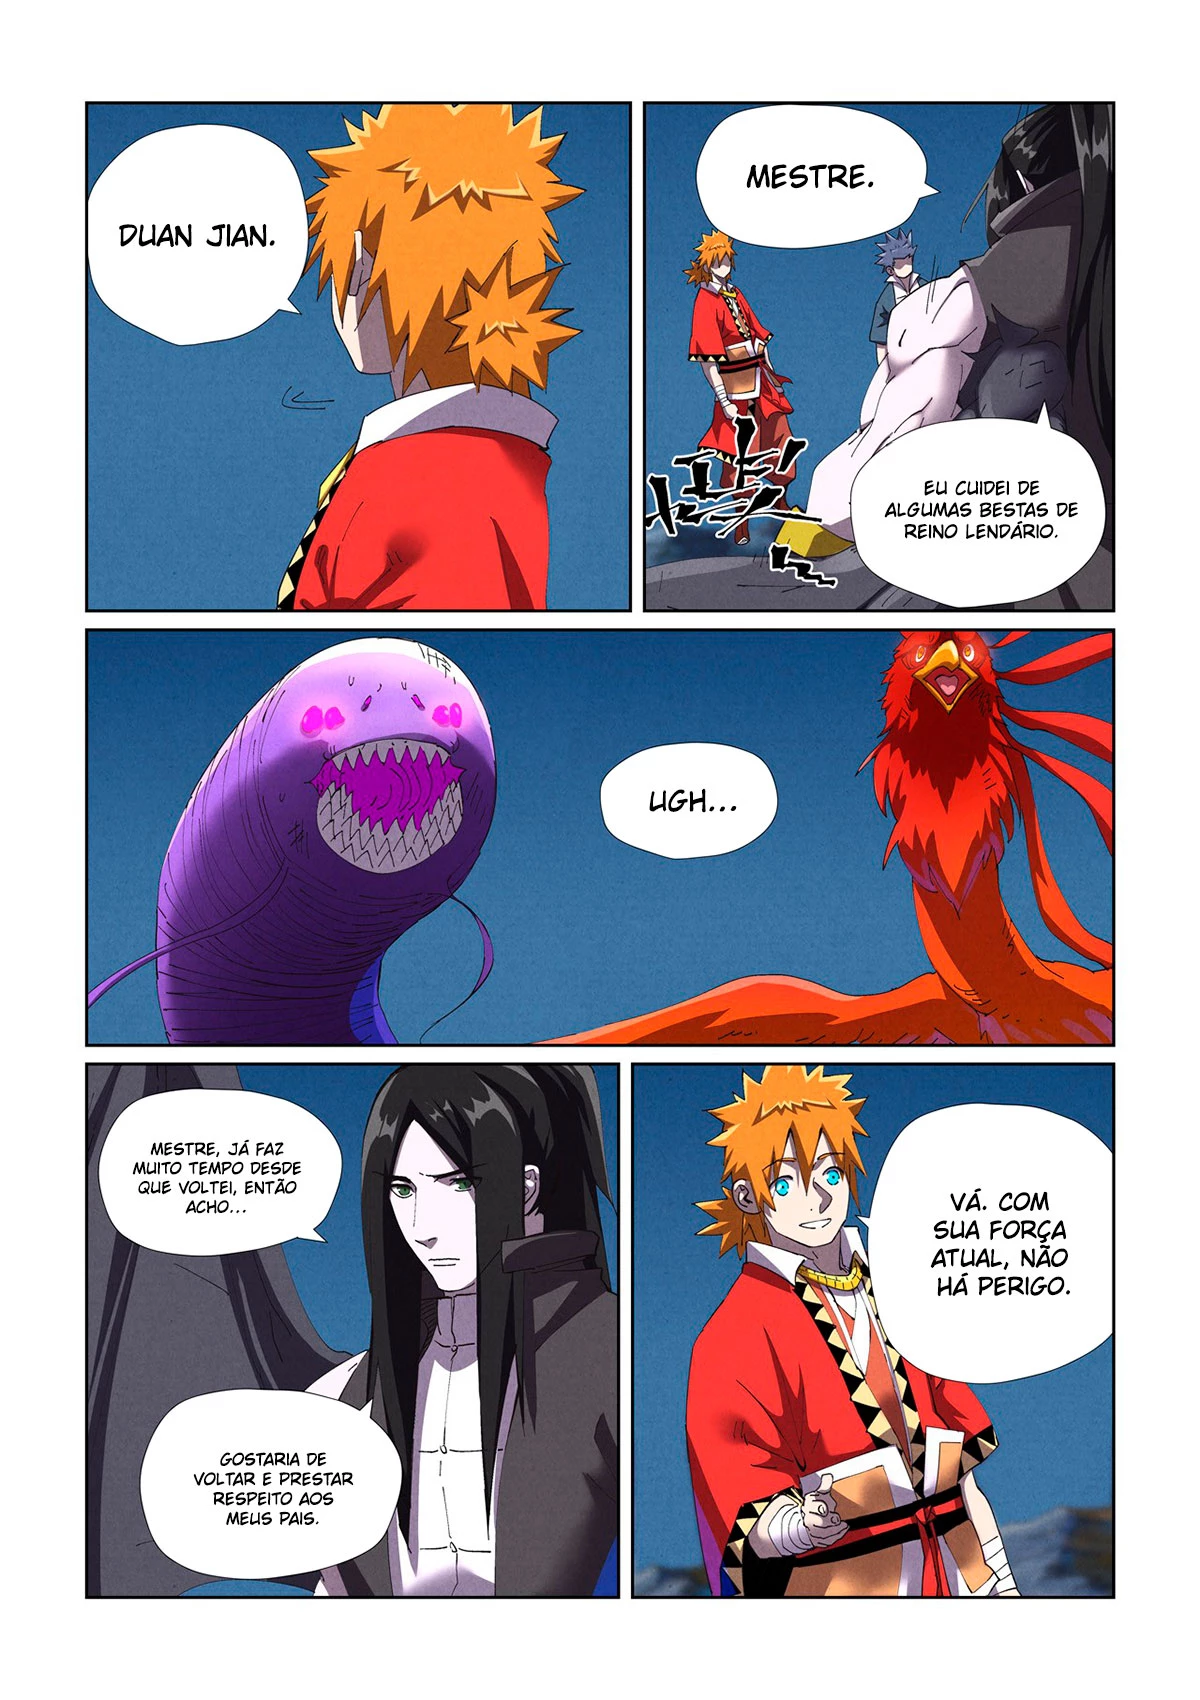 DUAN JIAN.
MESTRE.
EU CUIDEI DE
ALGUMAS BESTAS DE
REINO LENDÁRIO.
UGH...
MESTRE, JÁ FAZ
MUITO TEMPO DESDE
QUE VOLTEI, ENTÃO
ACHO...
GOSTARIA DE
VOLTAR E PRESTAR
RESPEITO AOS
MEUS PAIS.
VÁ. COM
SUA FORÇA
ATUAL, NÃO
HÁ PERIGO.